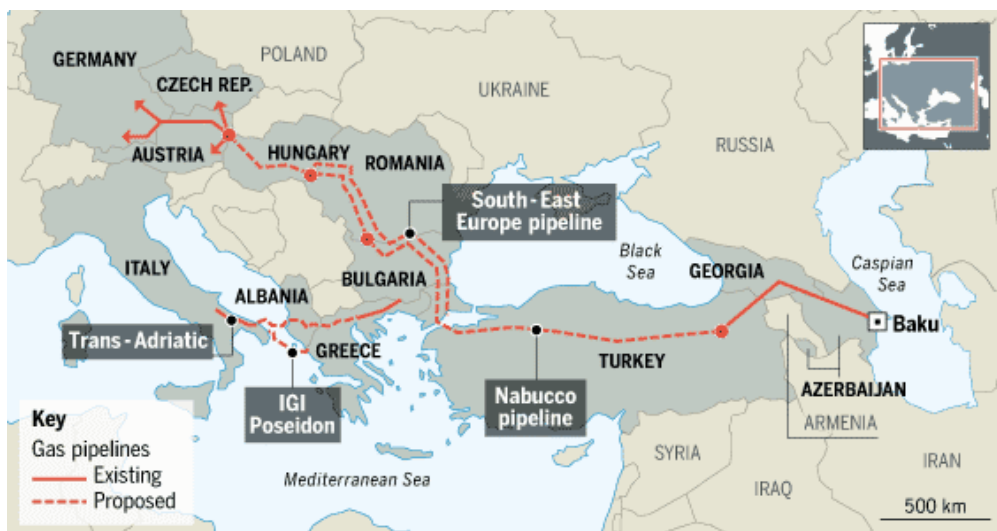 GERMANY
POLAND
CZECH REP.
UKRAINE
AUSTRIA
HUNGARY
ROMANIA
RUSSIA
South-East
Europe pipeline
Black
Sea
Caspian
Sea
ITALY
ALBANIA
BULGARIA
GEORGIA
Baku
Trans-Adriatic
GREECE
TURKEY
IGI
Poseidon
Nabucco
pipeline
AZERBAIJAN
ARMENIA
Key
Gas pipelines
Existing
Proposed
Mediterranean Sea
SYRIA
IRAQ
IRAN
500 km